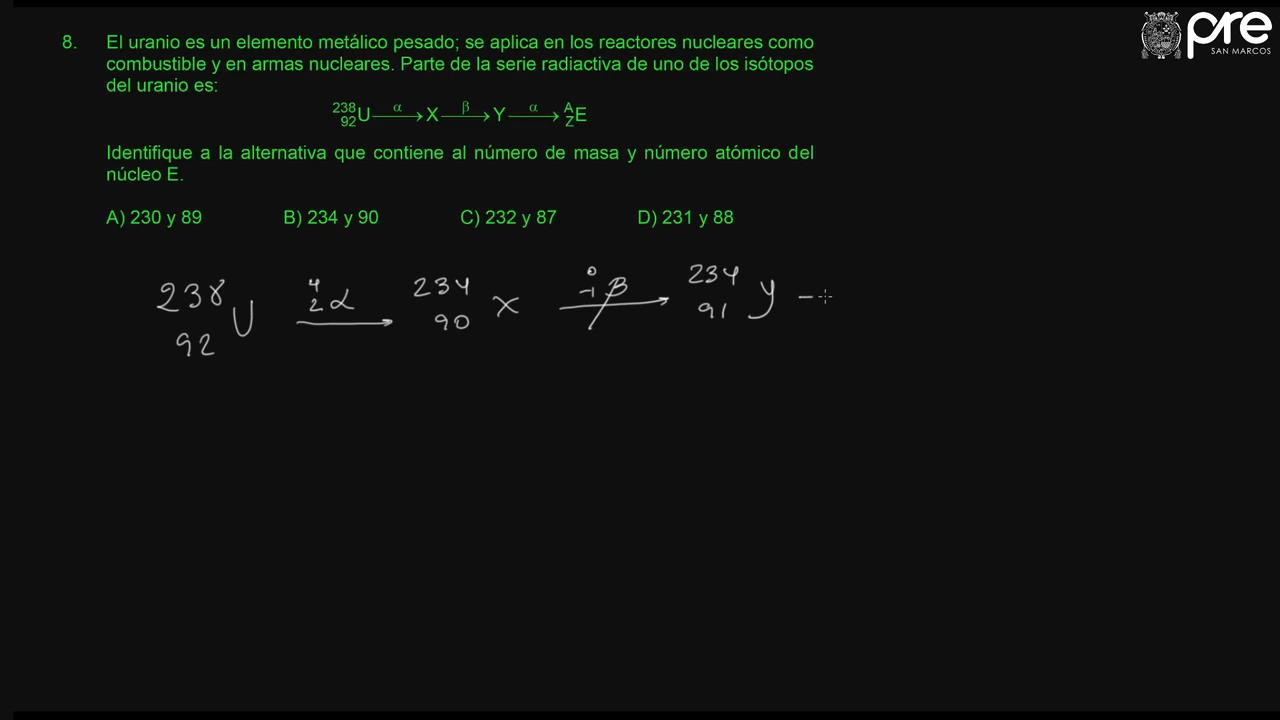 pre
SAN MARCOS
8. El uranio es un elemento metálico pesado; se aplica en los reactores nucleares como
combustible y en armas nucleares. Parte de la serie radiactiva de uno de los isótopos
del uranio es:
²³⁸₉₂U —α→ X —β→ Y —α→ ᴬ_Z E
Identifique a la alternativa que contiene al número de masa y número atómico del
núcleo E.
A) 230 y 89 B) 234 y 90 C) 232 y 87 D) 231 y 88
²³⁸₉₂U —⁴₂α→ ²³⁴₉₀X —⁰₋₁β→ ²³⁴₉₁Y –